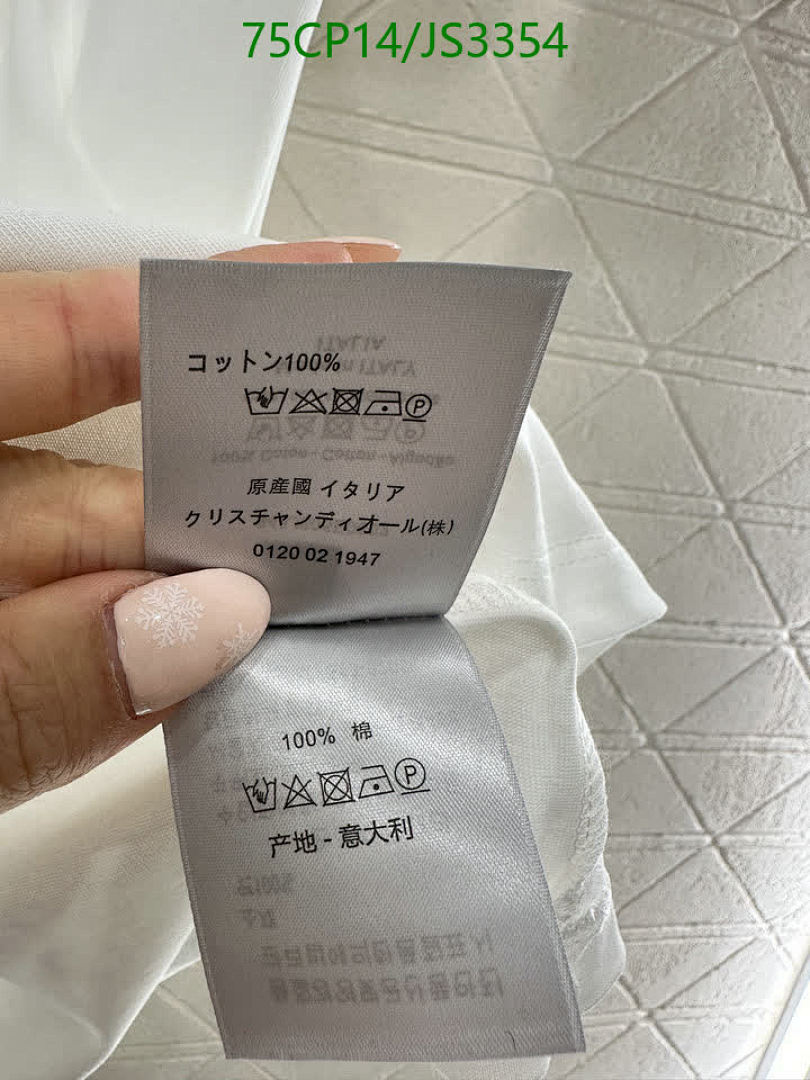 75CP14/JS3354
コットン100%
原産國 イタリア
クリスチャンディオール(株)
0120 02 1947
100% 棉
产地 - 意大利